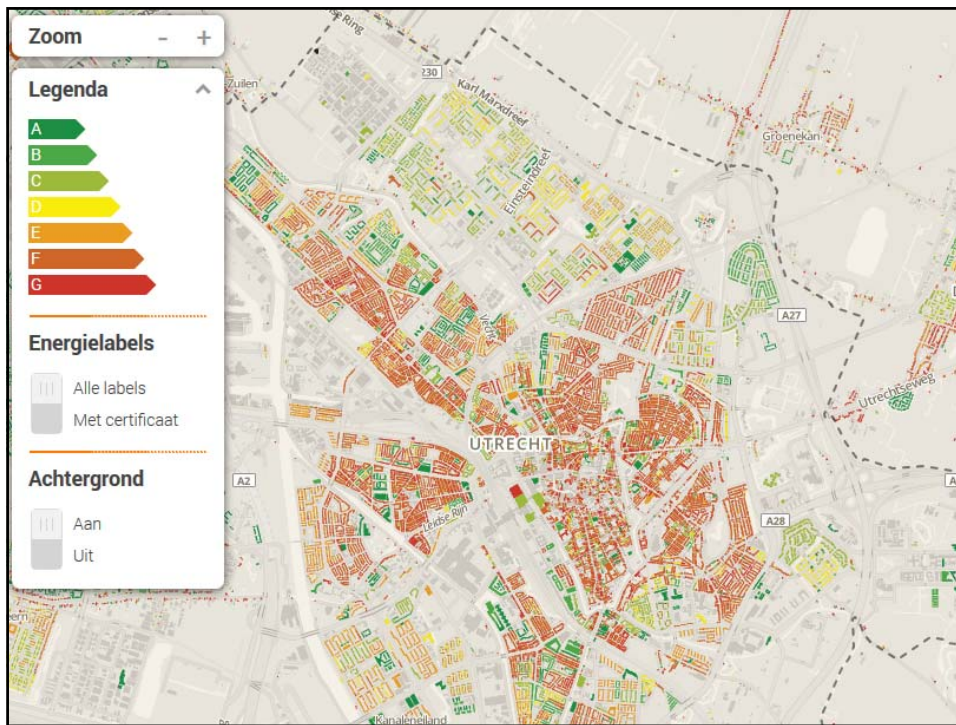 Zoom - +
Legenda
A
B
C
D
E
F
G
Energielabels
Alle labels
Met certificaat
Achtergrond
Aan
Uit
Zuilen
230
Karl Marxdreef
Groenekan
Einsteindreef
Vecht
A27
Utrechtseweg
UTRECHT
A2
Leidse Rijn
A28
Kanaleneiland